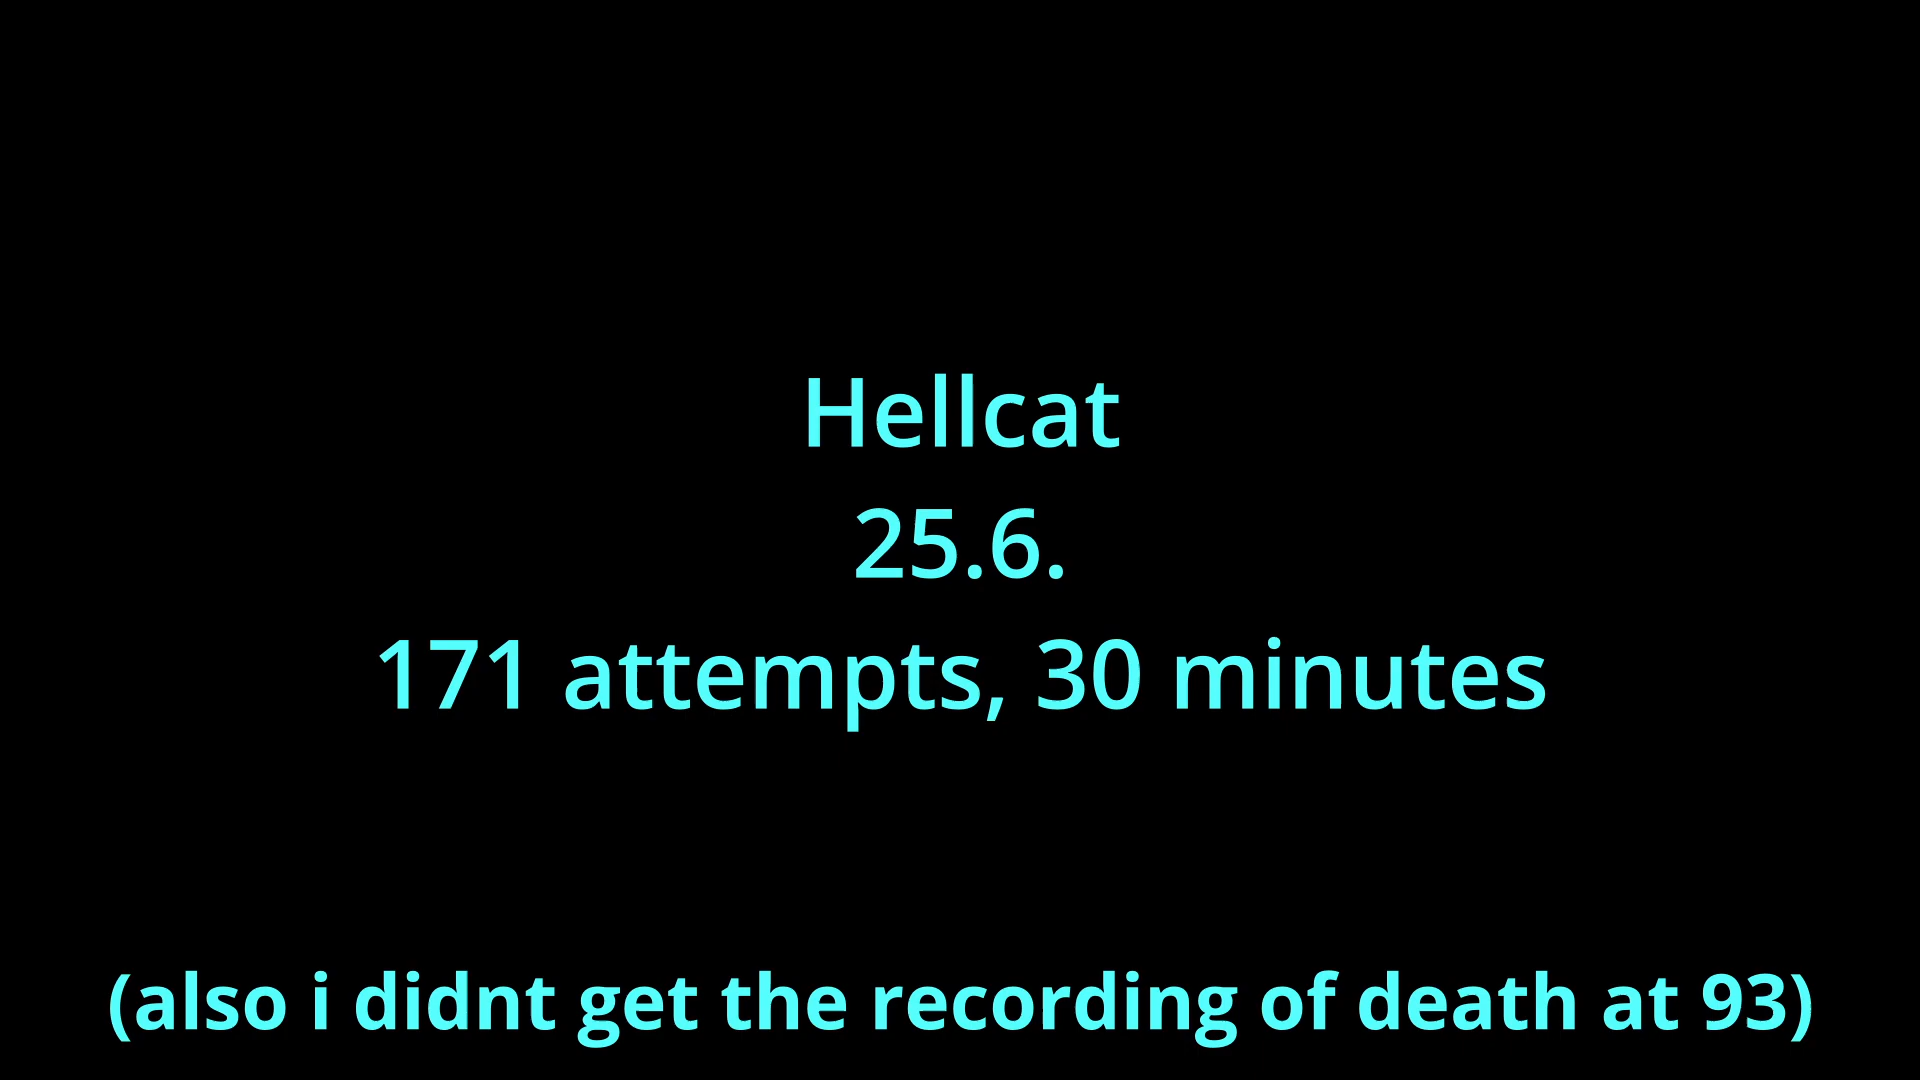 Hellcat
25.6.
171 attempts, 30 minutes
(also i didnt get the recording of death at 93)